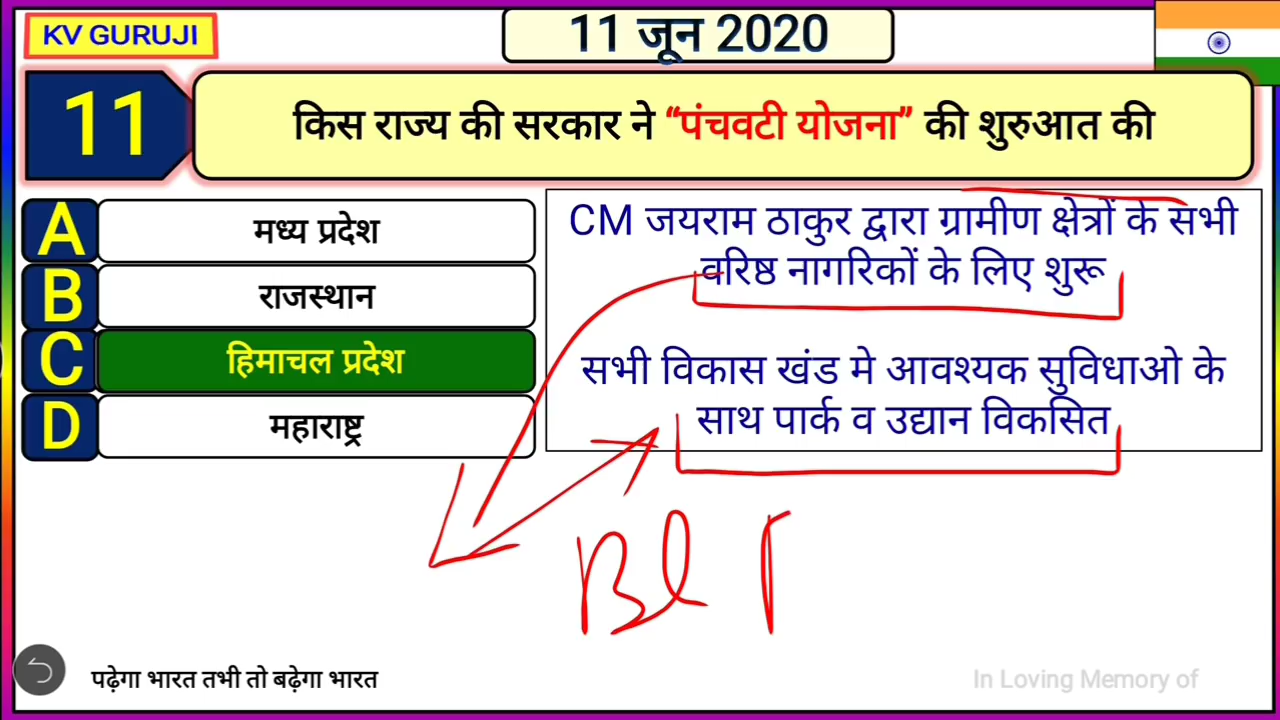 KV GURUJI
11 जून 2020
11
किस राज्य की सरकार ने “पंचवटी योजना” की शुरुआत की
A
मध्य प्रदेश
B
राजस्थान
C
हिमाचल प्रदेश
D
महाराष्ट्र
CM जयराम ठाकुर द्वारा ग्रामीण क्षेत्रों के सभी
वरिष्ठ नागरिकों के लिए शुरू
सभी विकास खंड मे आवश्यक सुविधाओ के
साथ पार्क व उद्यान विकसित
पढ़ेगा भारत तभी तो बढ़ेगा भारत
In Loving Memory of